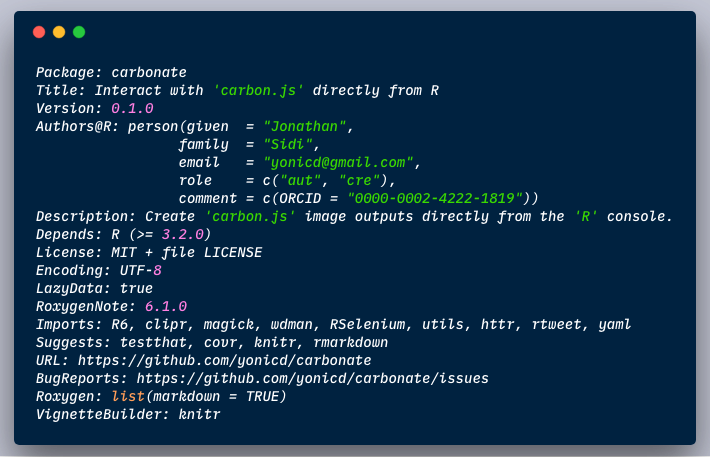 Package: carbonate
Title: Interact with 'carbon.js' directly from R
Version: 0.1.0
Authors@R: person(given  = "Jonathan",
                 family  = "Sidi",
                 email   = "yonicd@gmail.com",
                 role    = c("aut", "cre"),
                 comment = c(ORCID = "0000-0002-4222-1819"))
Description: Create 'carbon.js' image outputs directly from the 'R' console.
Depends: R (>= 3.2.0)
License: MIT + file LICENSE
Encoding: UTF-8
LazyData: true
RoxygenNote: 6.1.0
Imports: R6, clipr, magick, wdman, RSelenium, utils, httr, rtweet, yaml
Suggests: testthat, covr, knitr, rmarkdown
URL: https://github.com/yonicd/carbonate
BugReports: https://github.com/yonicd/carbonate/issues
Roxygen: list(markdown = TRUE)
VignetteBuilder: knitr